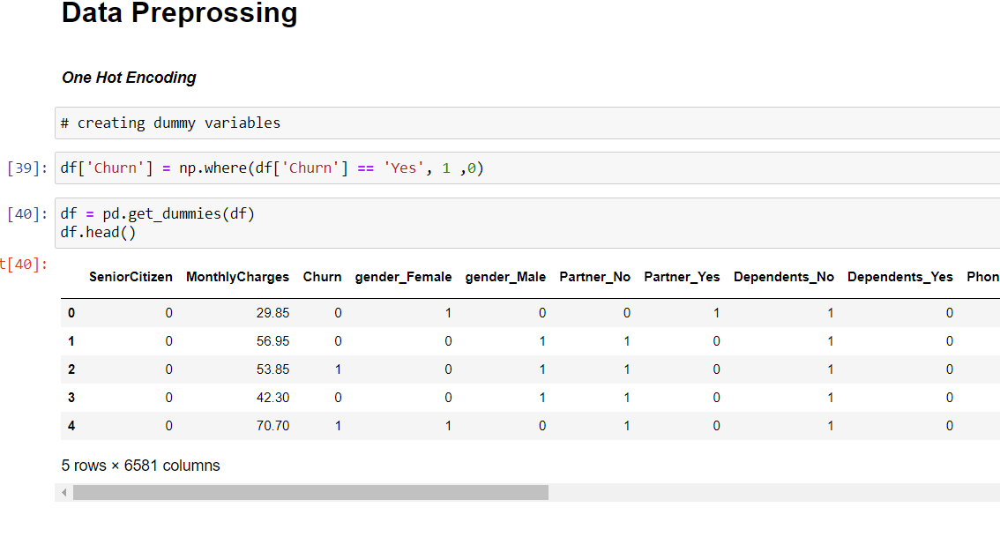 Data Preprossing
One Hot Encoding
# creating dummy variables
[39]: df['Churn'] = np.where(df['Churn'] == 'Yes', 1 ,0)
[40]: df = pd.get_dummies(df)
df.head()
t[40]:
SeniorCitizen MonthlyCharges Churn gender_Female gender_Male Partner_No Partner_Yes Dependents_No Dependents_Yes Phon
0 0 29.85 0 1 0 0 1 1 0
1 0 56.95 0 0 1 1 0 1 0
2 0 53.85 1 0 1 1 0 1 0
3 0 42.30 0 0 1 1 0 1 0
4 0 70.70 1 1 0 1 0 1 0
5 rows × 6581 columns